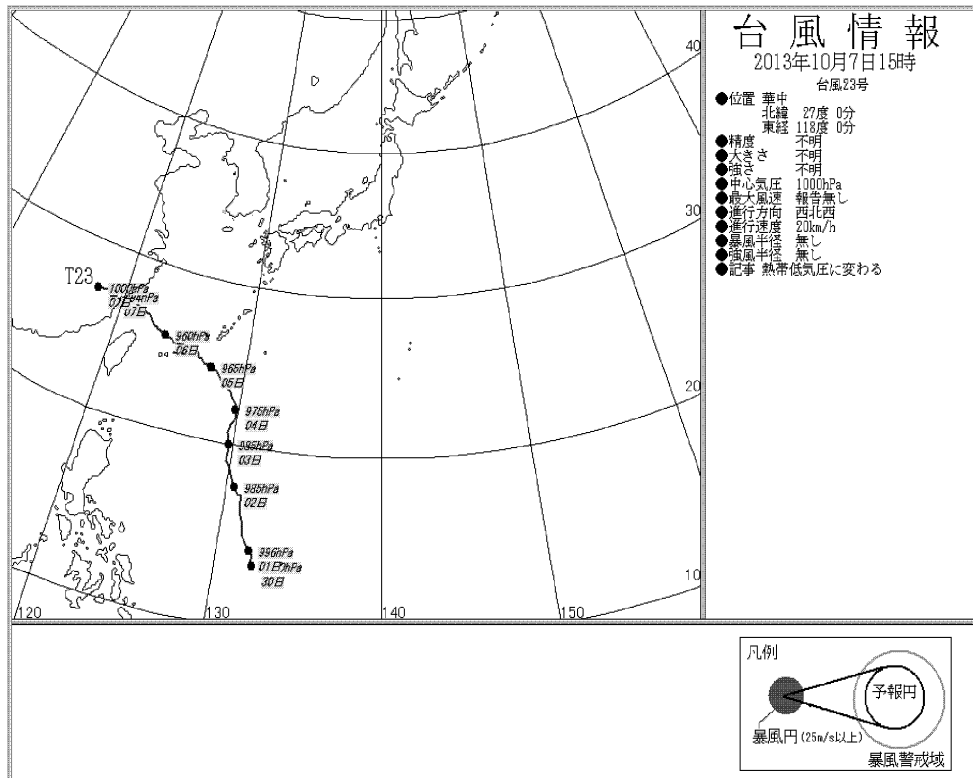 台風情報
2013年10月7日15時
台風23号
●位置 華中
北緯 27度 0分
東経 118度 0分
●精度 不明
●大きさ 不明
●強さ 不明
●中心気圧 1000hPa
●最大風速 報告無し
●進行方向 西北西
●進行速度 20km/h
●暴風半径 無し
●強風半径 無し
●記事 熱帯低気圧に変わる
40
30
20
10
120
130
140
150
T23
1000hPa
07日
960hPa
06日
965hPa
05日
975hPa
04日
03日
985hPa
02日
996hPa
01日
30日
凡例
予報円
暴風円(25m/s以上)
暴風警戒域